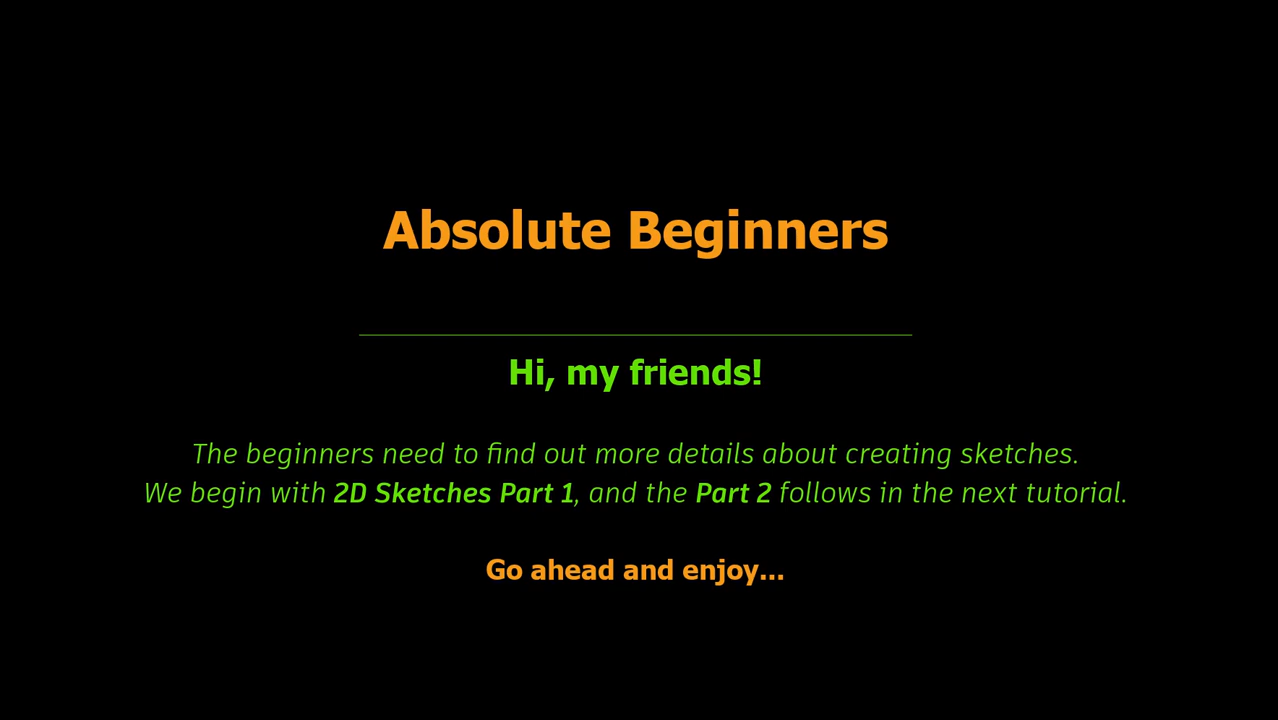 Absolute Beginners
Hi, my friends!
The beginners need to find out more details about creating sketches.
We begin with 2D Sketches Part 1, and the Part 2 follows in the next tutorial.
Go ahead and enjoy...